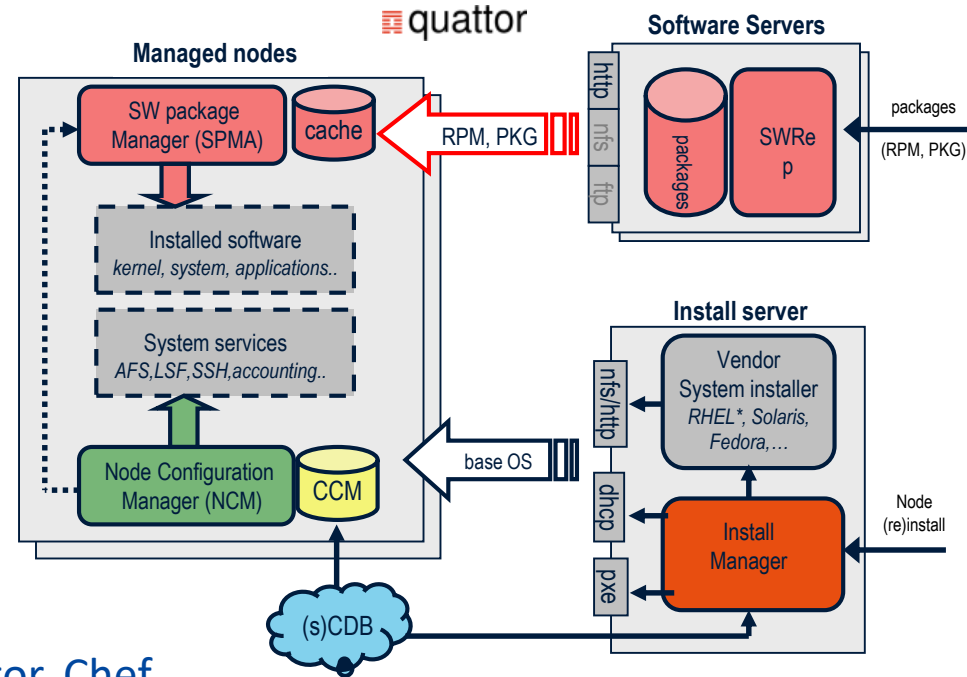 quattor
Managed nodes
SW package
Manager (SPMA)
cache
Installed software
kernel, system, applications..
System services
AFS,LSF,SSH,accounting..
Node Configuration
Manager (NCM)
CCM
RPM, PKG
base OS
(s)CDB
Software Servers
http
nfs
ftp
packages
SWRe
p
packages
(RPM, PKG)
Install server
nfs/http
dhcp
pxe
Vendor
System installer
RHEL*, Solaris,
Fedora,…
Install
Manager
Node
(re)install